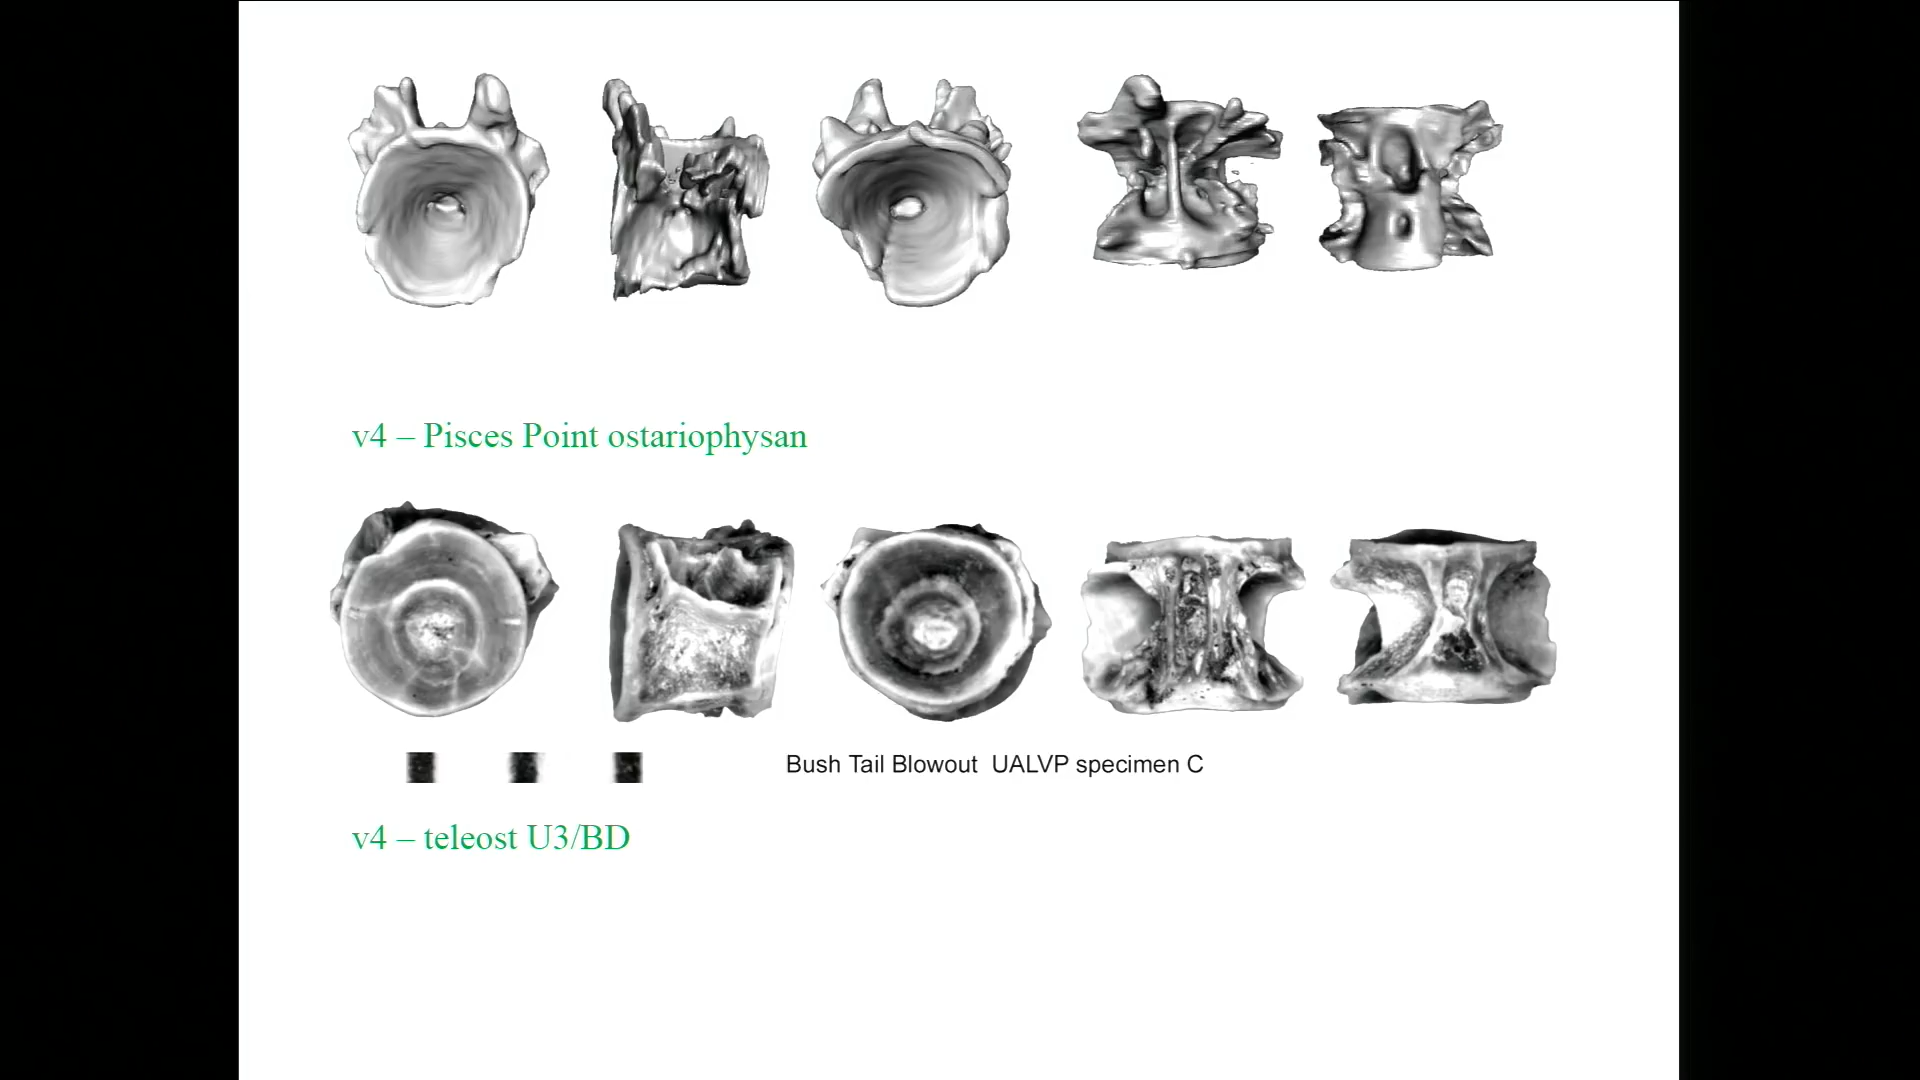 v4 – Pisces Point ostariophysan
Bush Tail Blowout  UALVP specimen C
v4 – teleost U3/BD